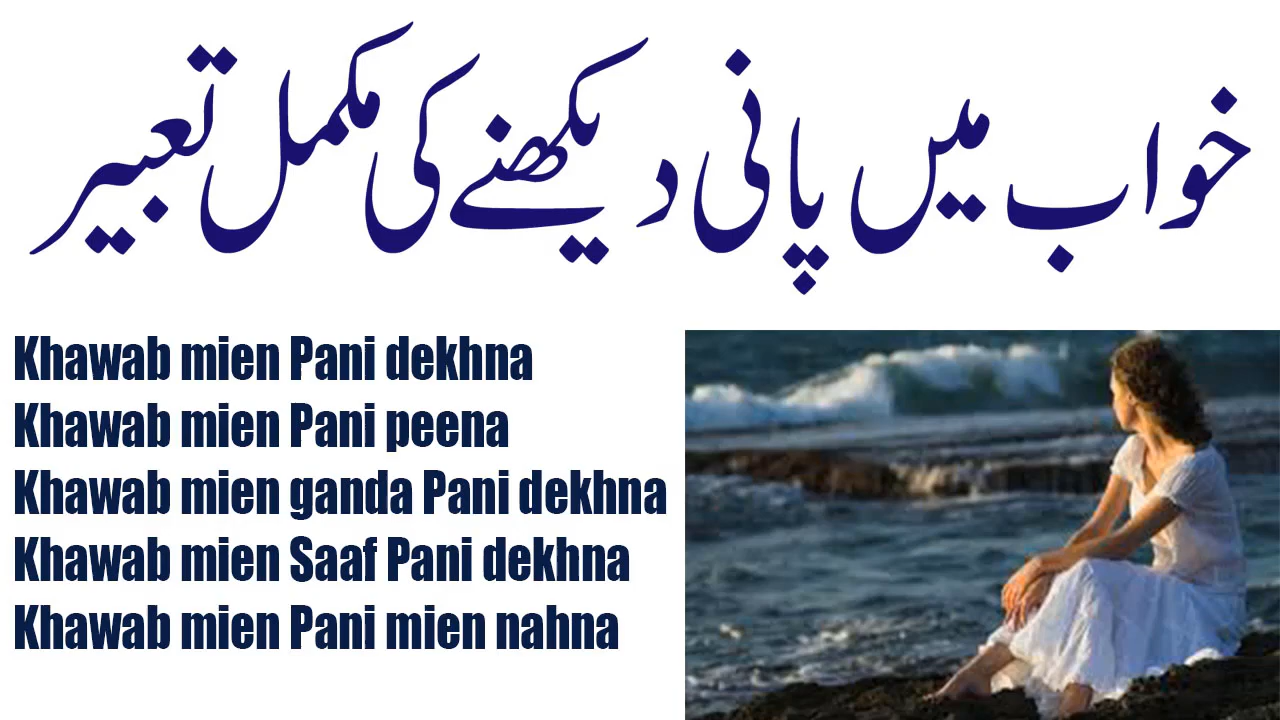 خواب میں پانی دیکھنے کی مکمل تعبیر
Khawab mien Pani dekhna
Khawab mien Pani peena
Khawab mien ganda Pani dekhna
Khawab mien Saaf Pani dekhna
Khawab mien Pani mien nahna